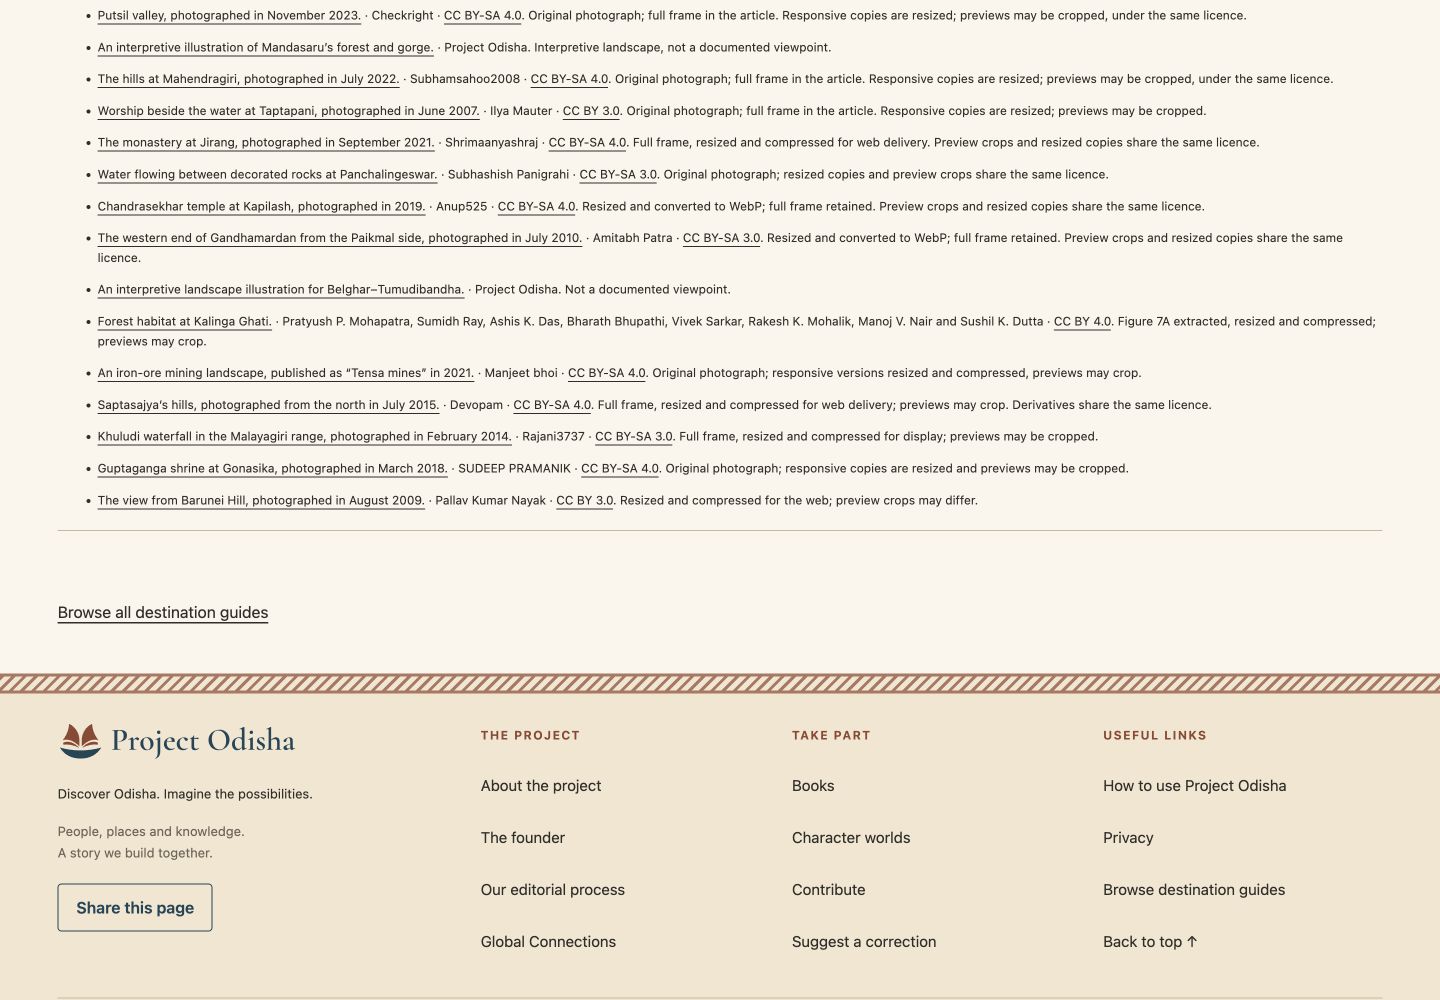 • Putsil valley, photographed in November 2023. · Checkright · CC BY-SA 4.0. Original photograph; full frame in the article. Responsive copies are resized; previews may be cropped, under the same licence.
• An interpretive illustration of Mandasaru’s forest and gorge. · Project Odisha. Interpretive landscape, not a documented viewpoint.
• The hills at Mahendragiri, photographed in July 2022. · Subhamsahoo2008 · CC BY-SA 4.0. Original photograph; full frame in the article. Responsive copies are resized; previews may be cropped, under the same licence.
• Worship beside the water at Taptapani, photographed in June 2007. · Ilya Mauter · CC BY 3.0. Original photograph; full frame in the article. Responsive copies are resized; previews may be cropped.
• The monastery at Jirang, photographed in September 2021. · Shrimaanyashraj · CC BY-SA 4.0. Full frame, resized and compressed for web delivery. Preview crops and resized copies share the same licence.
• Water flowing between decorated rocks at Panchalingeswar. · Subhashish Panigrahi · CC BY-SA 3.0. Original photograph; resized copies and preview crops share the same licence.
• Chandrasekhar temple at Kapilash, photographed in 2019. · Anup525 · CC BY-SA 4.0. Resized and converted to WebP; full frame retained. Preview crops and resized copies share the same licence.
• The western end of Gandhamardan from the Paikmal side, photographed in July 2010. · Amitabh Patra · CC BY-SA 3.0. Resized and converted to WebP; full frame retained. Preview crops and resized copies share the same
licence.
• An interpretive landscape illustration for Belghar–Tumudibandha. · Project Odisha. Not a documented viewpoint.
• Forest habitat at Kalinga Ghati. · Pratyush P. Mohapatra, Sumidh Ray, Ashis K. Das, Bharath Bhupathi, Vivek Sarkar, Rakesh K. Mohalik, Manoj V. Nair and Sushil K. Dutta · CC BY 4.0. Figure 7A extracted, resized and compressed;
previews may crop.
• An iron-ore mining landscape, published as “Tensa mines” in 2021. · Manjeet bhoi · CC BY-SA 4.0. Original photograph; responsive versions resized and compressed, previews may crop.
• Saptasajya’s hills, photographed from the north in July 2015. · Devopam · CC BY-SA 4.0. Full frame, resized and compressed for web delivery; previews may crop. Derivatives share the same licence.
• Khuludi waterfall in the Malayagiri range, photographed in February 2014. · Rajani3737 · CC BY-SA 3.0. Full frame, resized and compressed for display; previews may be cropped.
• Guptaganga shrine at Gonasika, photographed in March 2018. · SUDEEP PRAMANIK · CC BY-SA 4.0. Original photograph; responsive copies are resized and previews may be cropped.
• The view from Barunei Hill, photographed in August 2009. · Pallav Kumar Nayak · CC BY 3.0. Resized and compressed for the web; preview crops may differ.
Browse all destination guides
Project Odisha
Discover Odisha. Imagine the possibilities.
People, places and knowledge.
A story we build together.
Share this page
THE PROJECT
About the project
The founder
Our editorial process
Global Connections
TAKE PART
Books
Character worlds
Contribute
Suggest a correction
USEFUL LINKS
How to use Project Odisha
Privacy
Browse destination guides
Back to top ↑